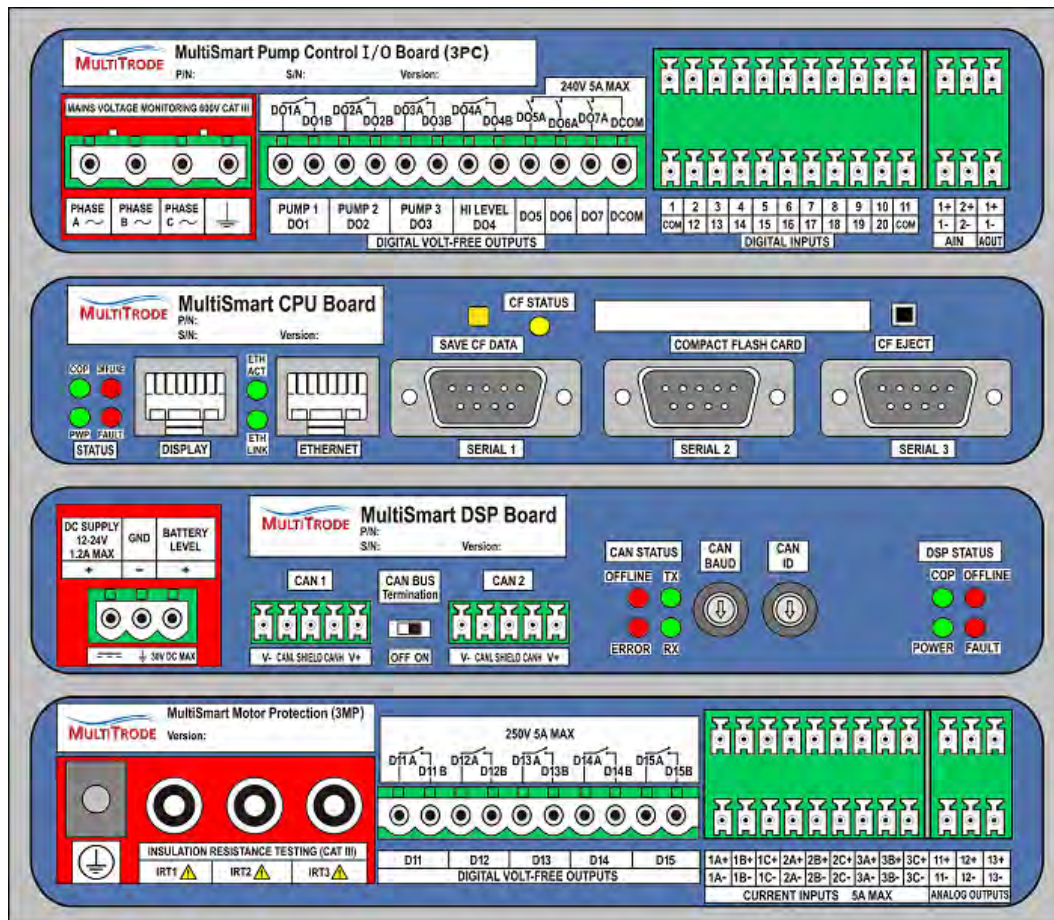 MULTITRODE
MultiSmart Pump Control I/O Board (3PC)
P/N: S/N: Version:
MAINS VOLTAGE MONITORING 600V CAT III
240V 5A MAX
DO1A DO1B DO2A DO2B DO3A DO3B DO4A DO4B DO5A DO6A DO7A DCOM
PHASE A PHASE B PHASE C
PUMP 1 DO1 PUMP 2 DO2 PUMP 3 DO3 HI LEVEL DO4 DO5 DO6 DO7 DCOM
DIGITAL VOLT-FREE OUTPUTS
1 2 3 4 5 6 7 8 9 10 11
COM 12 13 14 15 16 17 18 19 20 COM
DIGITAL INPUTS
1+ 2+ 1+
1- 2- 1-
AIN AOUT
MULTITRODE
MultiSmart CPU Board
P/N:
S/N: Version:
CF STATUS
SAVE CF DATA
COMPACT FLASH CARD
CF EJECT
COP OFFLINE
PWP FAULT
STATUS
DISPLAY
ETH ACT
ETH LINK
ETHERNET
SERIAL 1
SERIAL 2
SERIAL 3
DC SUPPLY 12-24V 1.2A MAX
GND
BATTERY LEVEL
+ − +
30V DC MAX
MULTITRODE
MultiSmart DSP Board
P/N:
S/N: Version:
CAN 1
CAN BUS
Termination
CAN 2
V- CANL SHIELD CANH V+
OFF ON
V- CANL SHIELD CANH V+
CAN STATUS
OFFLINE TX
ERROR RX
CAN BAUD
CAN ID
DSP STATUS
COP OFFLINE
POWER FAULT
MULTITRODE
MultiSmart Motor Protection (3MP)
Version:
INSULATION RESISTANCE TESTING (CAT III)
IRT1 IRT2 IRT3
250V 5A MAX
D11A D11B D12A D12B D13A D13B D14A D14B D15A D15B
D11 D12 D13 D14 D15
DIGITAL VOLT-FREE OUTPUTS
1A+ 1B+ 1C+ 2A+ 2B+ 2C+ 3A+ 3B+ 3C+ 11+ 12+ 13+
1A- 1B- 1C- 2A- 2B- 2C- 3A- 3B- 3C- 11- 12- 13-
CURRENT INPUTS 5A MAX
ANALOG OUTPUTS